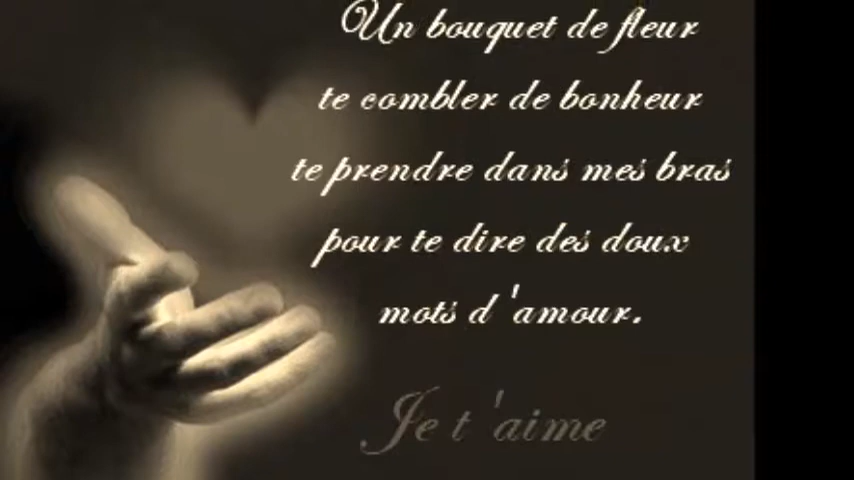 Un bouquet de fleur
te combler de bonheur
te prendre dans mes bras
pour te dire des doux
mots d'amour.
Je t'aime